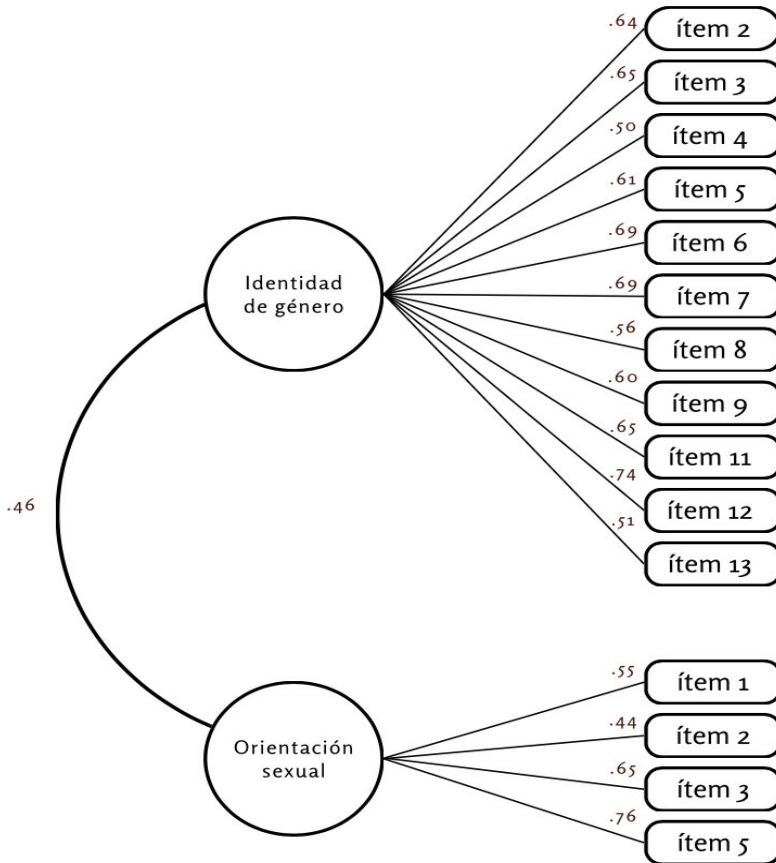 .64
ítem 2
.65
ítem 3
.50
ítem 4
.61
ítem 5
.69
ítem 6
Identidad
de género
.69
ítem 7
.56
ítem 8
.60
ítem 9
.65
ítem 11
.74
ítem 12
.46
.51
ítem 13
.55
ítem 1
.44
ítem 2
Orientación
sexual
.65
ítem 3
.76
ítem 5